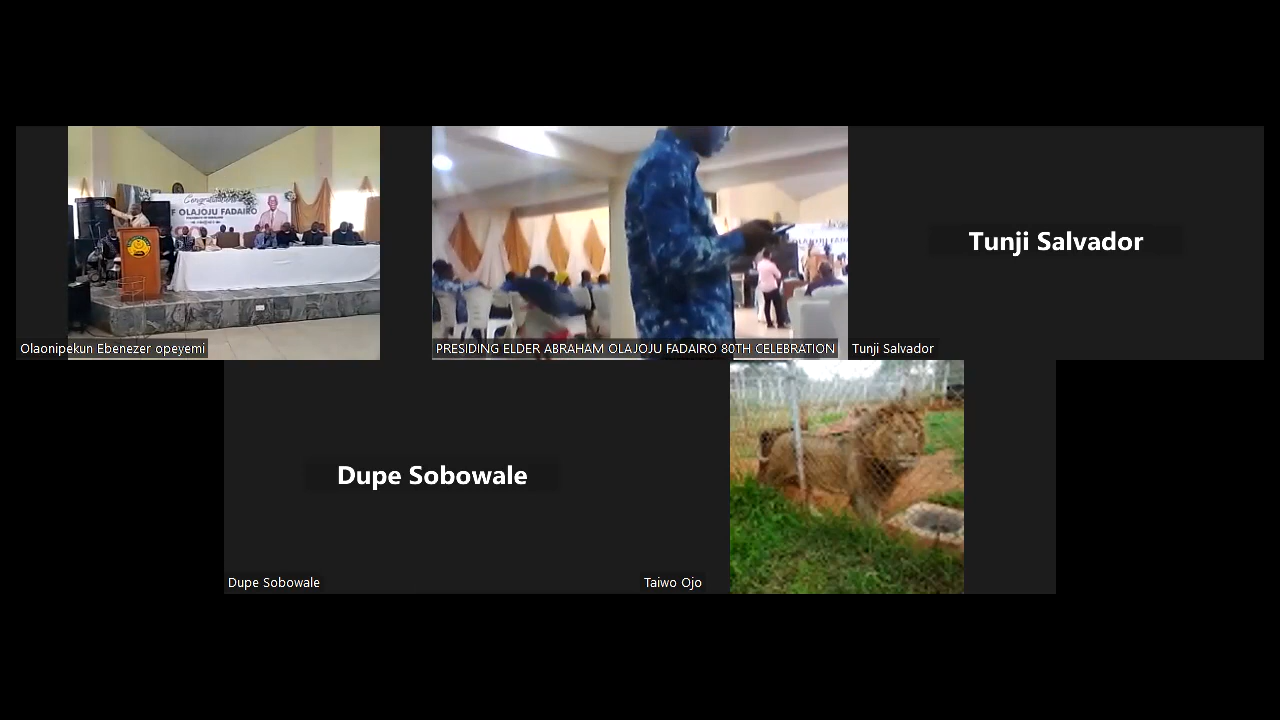 Congratulations
F OLAJOJU FADAIRO
Olaonipekun Ebenezer opeyemi
PRESIDING ELDER ABRAHAM OLAJOJU FADAIRO 80TH CELEBRATION
Tunji Salvador
Tunji Salvador
Dupe Sobowale
Dupe Sobowale
Taiwo Ojo